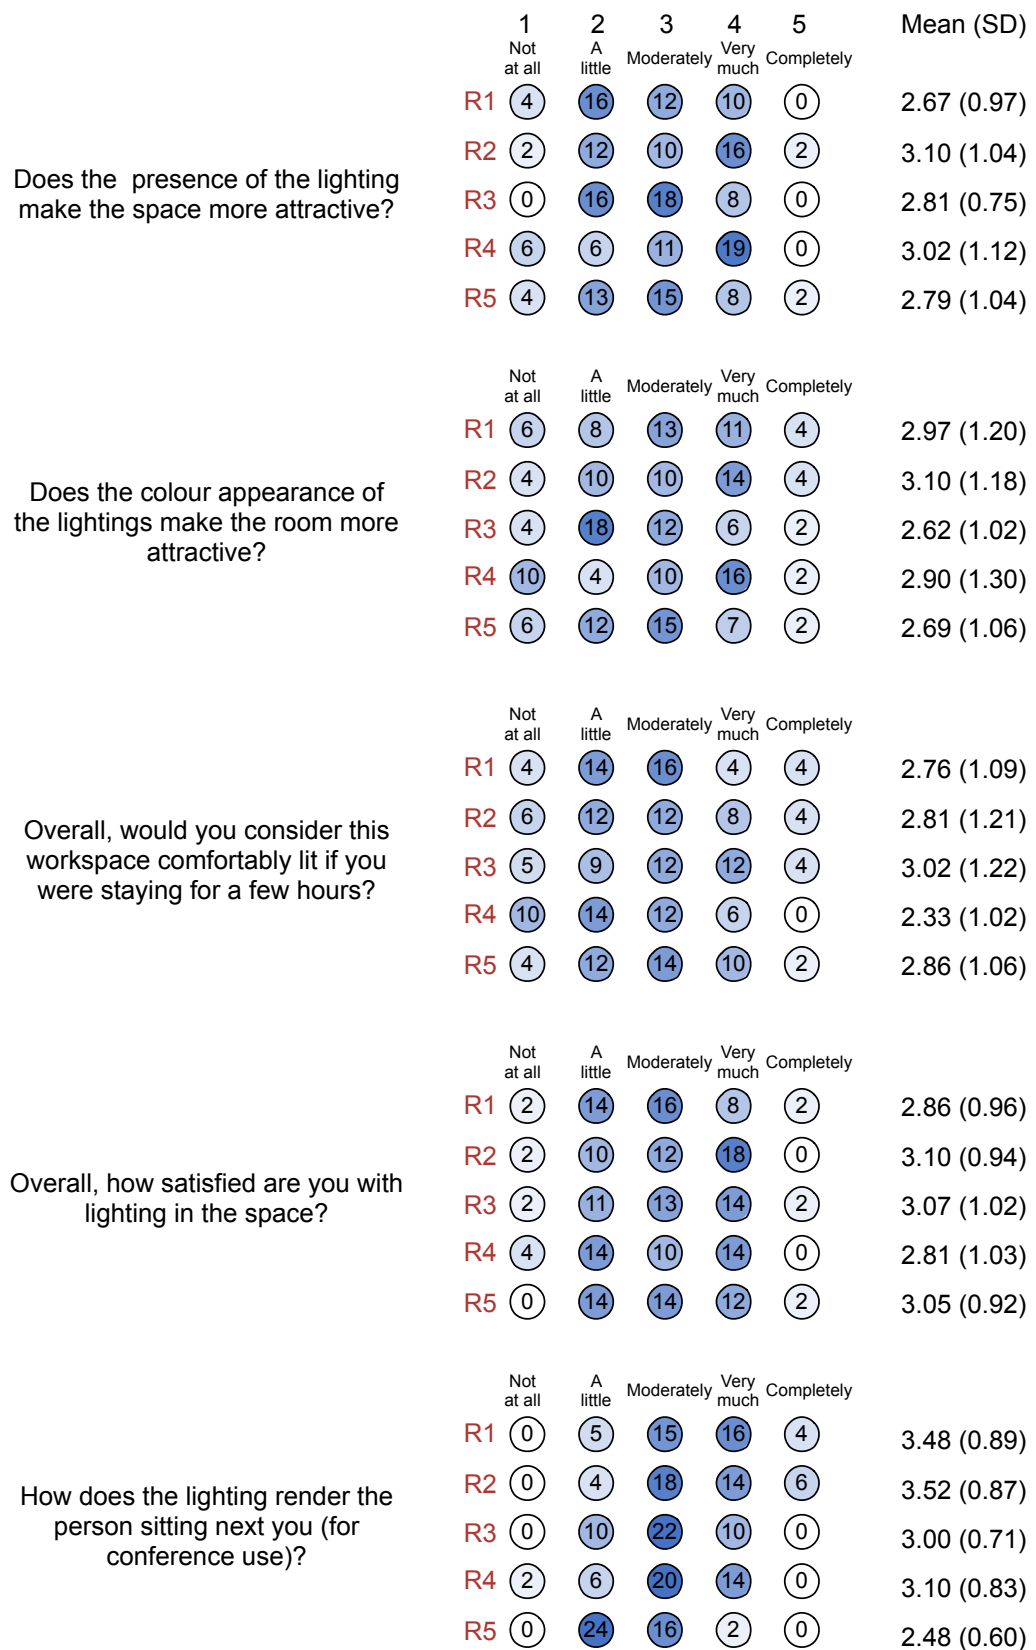 1 2 3 4 5 Mean (SD)
Not at all A little Moderately Very much Completely
Does the presence of the lighting
make the space more attractive?
R1 4 16 12 10 0 2.67 (0.97)
R2 2 12 10 16 2 3.10 (1.04)
R3 0 16 18 8 0 2.81 (0.75)
R4 6 6 11 19 0 3.02 (1.12)
R5 4 13 15 8 2 2.79 (1.04)
Not at all A little Moderately Very much Completely
Does the colour appearance of
the lightings make the room more
attractive?
R1 6 8 13 11 4 2.97 (1.20)
R2 4 10 10 14 4 3.10 (1.18)
R3 4 18 12 6 2 2.62 (1.02)
R4 10 4 10 16 2 2.90 (1.30)
R5 6 12 15 7 2 2.69 (1.06)
Not at all A little Moderately Very much Completely
Overall, would you consider this
workspace comfortably lit if you
were staying for a few hours?
R1 4 14 16 4 4 2.76 (1.09)
R2 6 12 12 8 4 2.81 (1.21)
R3 5 9 12 12 4 3.02 (1.22)
R4 10 14 12 6 0 2.33 (1.02)
R5 4 12 14 10 2 2.86 (1.06)
Not at all A little Moderately Very much Completely
Overall, how satisfied are you with
lighting in the space?
R1 2 14 16 8 2 2.86 (0.96)
R2 2 10 12 18 0 3.10 (0.94)
R3 2 11 13 14 2 3.07 (1.02)
R4 4 14 10 14 0 2.81 (1.03)
R5 0 14 14 12 2 3.05 (0.92)
Not at all A little Moderately Very much Completely
How does the lighting render the
person sitting next you (for
conference use)?
R1 0 5 15 16 4 3.48 (0.89)
R2 0 4 18 14 6 3.52 (0.87)
R3 0 10 22 10 0 3.00 (0.71)
R4 2 6 20 14 0 3.10 (0.83)
R5 0 24 16 2 0 2.48 (0.60)